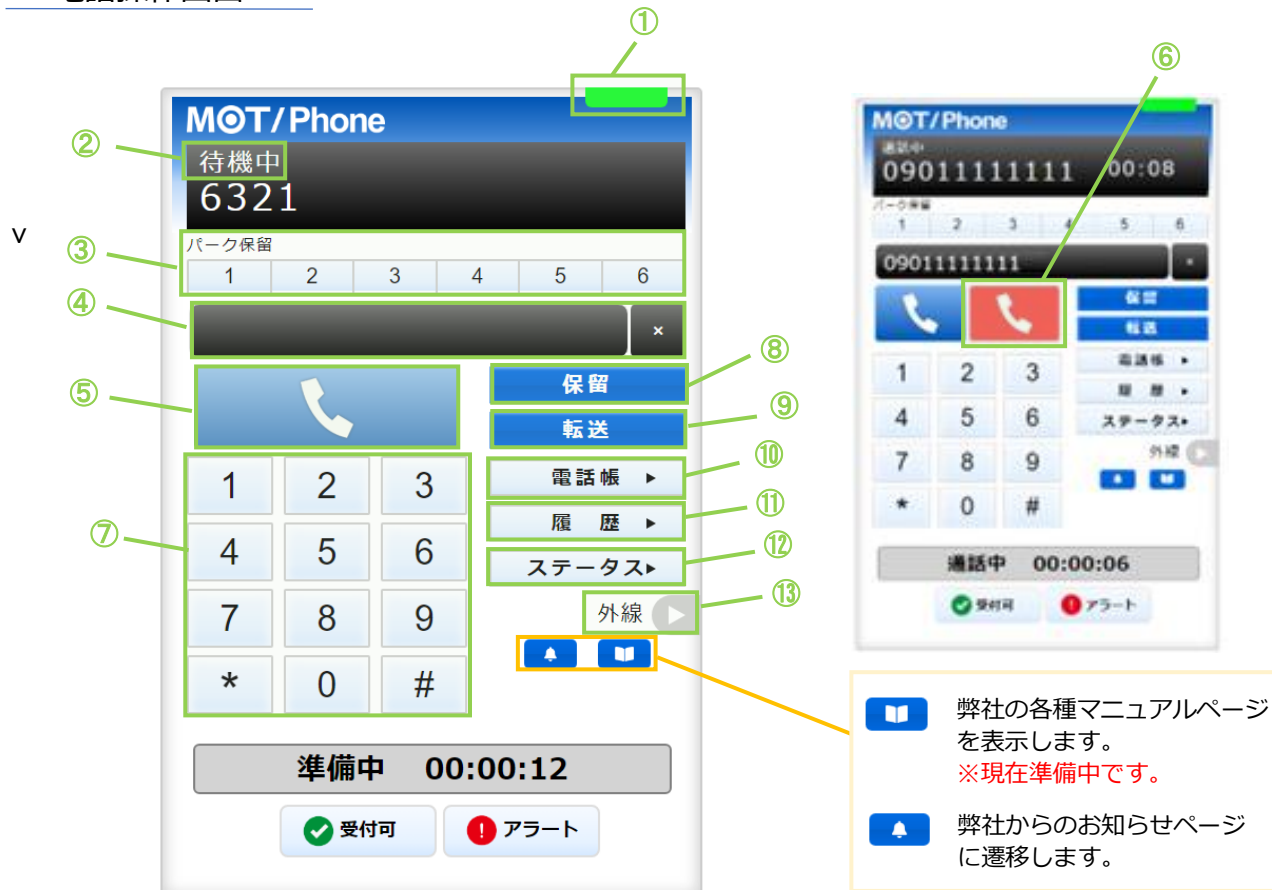 ①
MOT/Phone
②
待機中
6321
v
③
パーク保留
1 2 3 4 5 6
④
×
⑤
保留
⑧
転送
⑨
⑦
1 2 3
4 5 6
7 8 9
* 0 #
電話帳 ▶
⑩
履 歴 ▶
⑪
ステータス▶
⑫
外線
⑬
準備中 00:00:12
受付可
アラート
⑥
MOT/Phone
通話中
09011111111 00:08
パーク保留
1 2 3 4 5 6
09011111111
×
保留
転送
電話帳 ▶
履 歴 ▶
ステータス▶
外線
1 2 3
4 5 6
7 8 9
* 0 #
通話中 00:00:06
受付可
アラート
弊社の各種マニュアルページ
を表示します。
※現在準備中です。
弊社からのお知らせページ
に遷移します。